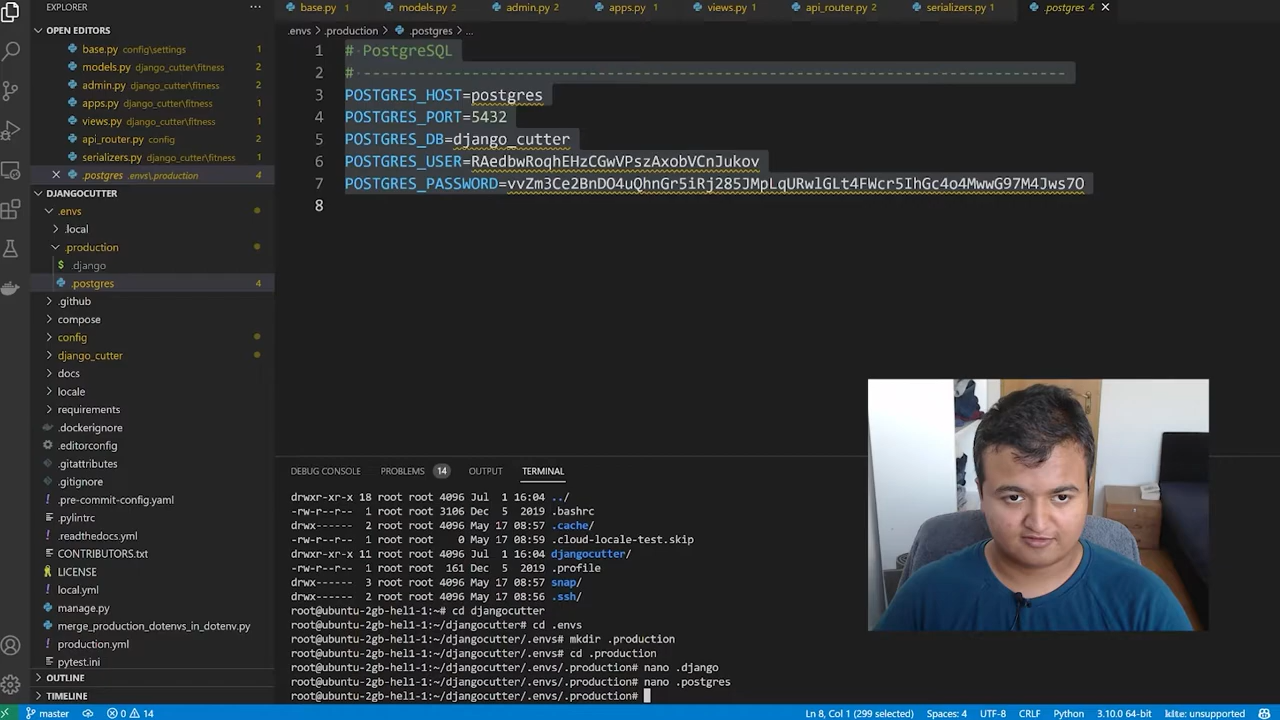 EXPLORER
OPEN EDITORS
base.py config\settings 1
models.py django_cutter\fitness 2
admin.py django_cutter\fitness 2
apps.py django_cutter\fitness 1
views.py django_cutter\fitness 1
api_router.py config 2
serializers.py django_cutter\fitness 1
.postgres .envs\.production 4
DJANGOCUTTER
.envs
.local
.production
.django
.postgres 4
.github
compose
config
django_cutter
docs
locale
requirements
.dockerignore
.editorconfig
.gitattributes
.gitignore
.pre-commit-config.yaml
.pylintrc
.readthedocs.yml
CONTRIBUTORS.txt
LICENSE
local.yml
manage.py
merge_production_dotenvs_in_dotenv.py
production.yml
pytest.ini
OUTLINE
TIMELINE
base.py 1 models.py 2 admin.py 2 apps.py 1 views.py 1 api_router.py 2 serializers.py 1 .postgres 4
.envs > .production > .postgres > ...
1 # PostgreSQL
2 # ------------------------------------------------------------------------------
3 POSTGRES_HOST=postgres
4 POSTGRES_PORT=5432
5 POSTGRES_DB=django_cutter
6 POSTGRES_USER=RAedbwRoqhEHzCGwVPszAxobVCnJukov
7 POSTGRES_PASSWORD=vvZm3Ce2BnDO4uQhnGr5iRj285JMpLqURwlGLt4FWcr5IhGc4o4MwwG97M4Jws7O
8
DEBUG CONSOLE PROBLEMS 14 OUTPUT TERMINAL
drwxr-xr-x 18 root root 4096 Jul 1 16:04 ../
-rw-r--r-- 1 root root 3106 Dec 5 2019 .bashrc
drwx------ 2 root root 4096 May 17 08:57 .cache/
-rw-r--r-- 1 root root 0 May 17 08:59 .cloud-locale-test.skip
drwxr-xr-x 11 root root 4096 Jul 1 16:04 djangocutter/
-rw-r--r-- 1 root root 161 Dec 5 2019 .profile
drwx------ 3 root root 4096 May 17 08:57 snap/
drwx------ 2 root root 4096 May 17 08:56 .ssh/
root@ubuntu-2gb-hel1-1:~# cd djangocutter
root@ubuntu-2gb-hel1-1:~/djangocutter# cd .envs
root@ubuntu-2gb-hel1-1:~/djangocutter/.envs# mkdir .production
root@ubuntu-2gb-hel1-1:~/djangocutter/.envs# cd .production
root@ubuntu-2gb-hel1-1:~/djangocutter/.envs/.production# nano .django
root@ubuntu-2gb-hel1-1:~/djangocutter/.envs/.production# nano .postgres
root@ubuntu-2gb-hel1-1:~/djangocutter/.envs/.production#
master 0 14 Ln 8, Col 1 (299 selected) Spaces: 4 UTF-8 CRLF Python 3.10.0 64-bit kite: unsupported